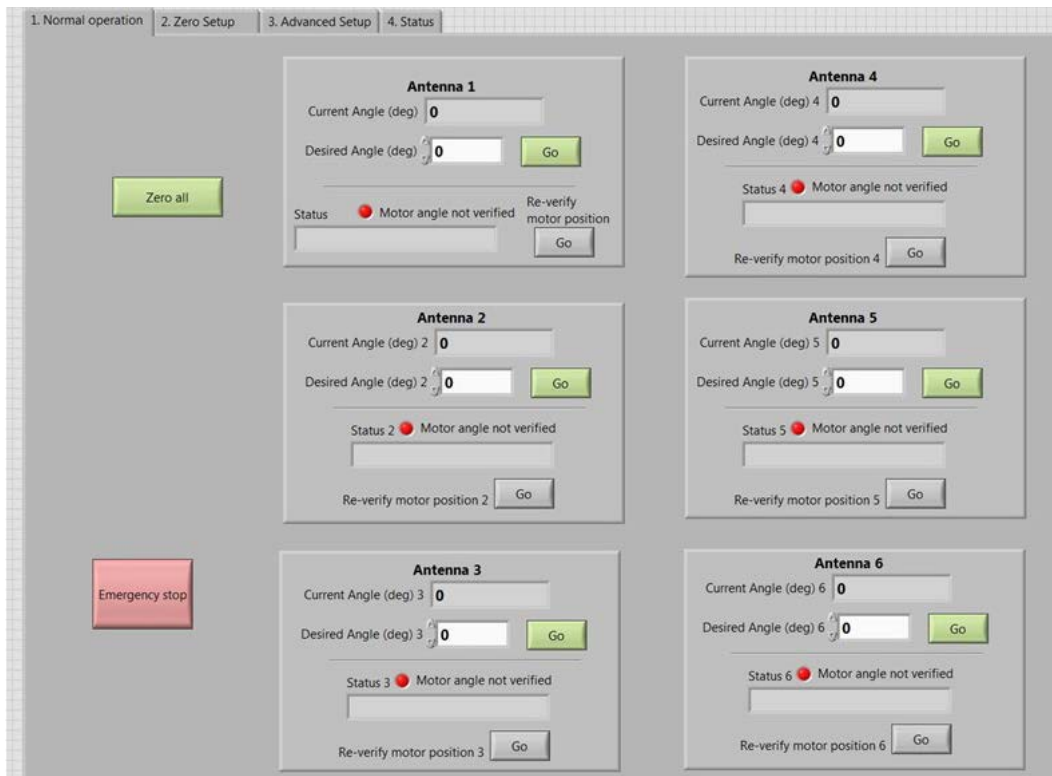 1. Normal operation 2. Zero Setup 3. Advanced Setup 4. Status
Antenna 1
Current Angle (deg) 0
Desired Angle (deg) 0 Go
Status Motor angle not verified
Re-verify
motor position
Go
Antenna 4
Current Angle (deg) 4 0
Desired Angle (deg) 4 0 Go
Status 4 Motor angle not verified
Re-verify motor position 4 Go
Zero all
Antenna 2
Current Angle (deg) 2 0
Desired Angle (deg) 2 0 Go
Status 2 Motor angle not verified
Re-verify motor position 2 Go
Antenna 5
Current Angle (deg) 5 0
Desired Angle (deg) 5 0 Go
Status 5 Motor angle not verified
Re-verify motor position 5 Go
Emergency stop
Antenna 3
Current Angle (deg) 3 0
Desired Angle (deg) 3 0 Go
Status 3 Motor angle not verified
Re-verify motor position 3 Go
Antenna 6
Current Angle (deg) 6 0
Desired Angle (deg) 6 0 Go
Status 6 Motor angle not verified
Re-verify motor position 6 Go